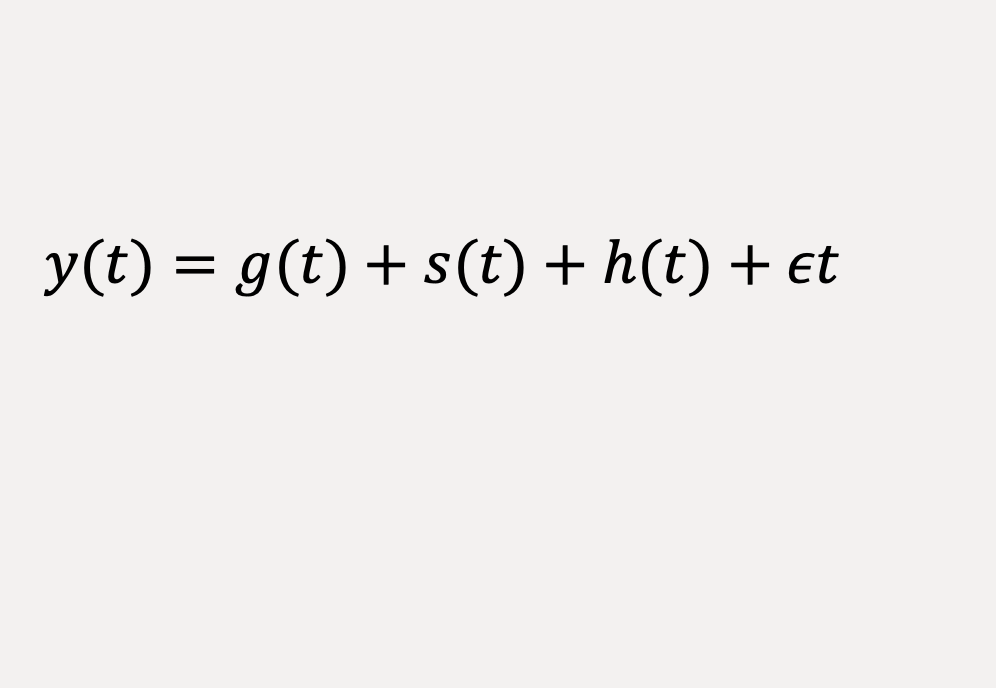 y(t) = g(t) + s(t) + h(t) + ϵt